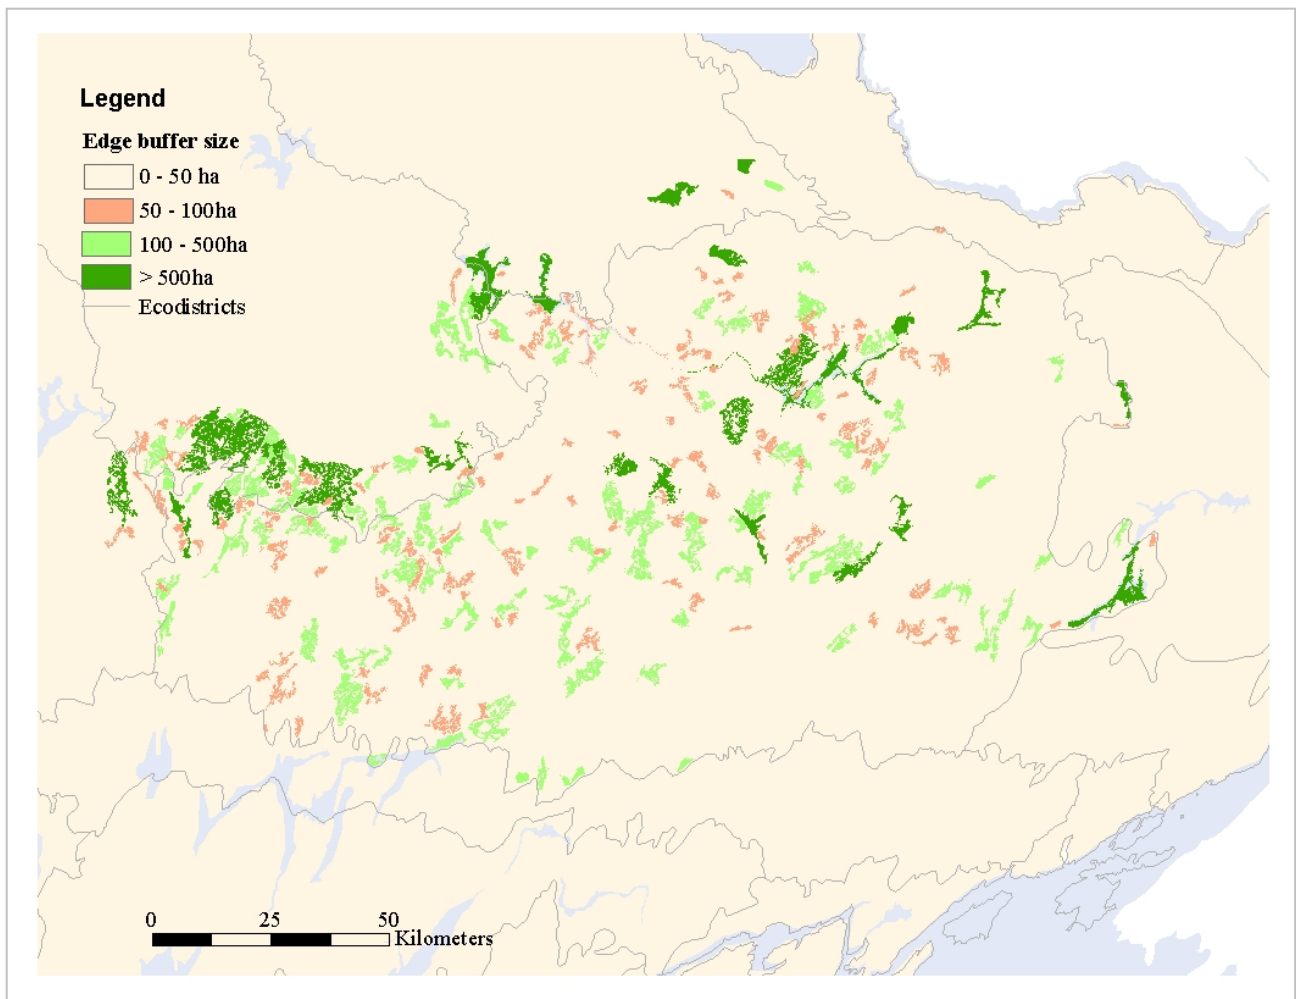 Legend
Edge buffer size
0 - 50 ha
50 - 100ha
100 - 500ha
> 500ha
Ecodistricts
0 25 50
Kilometers